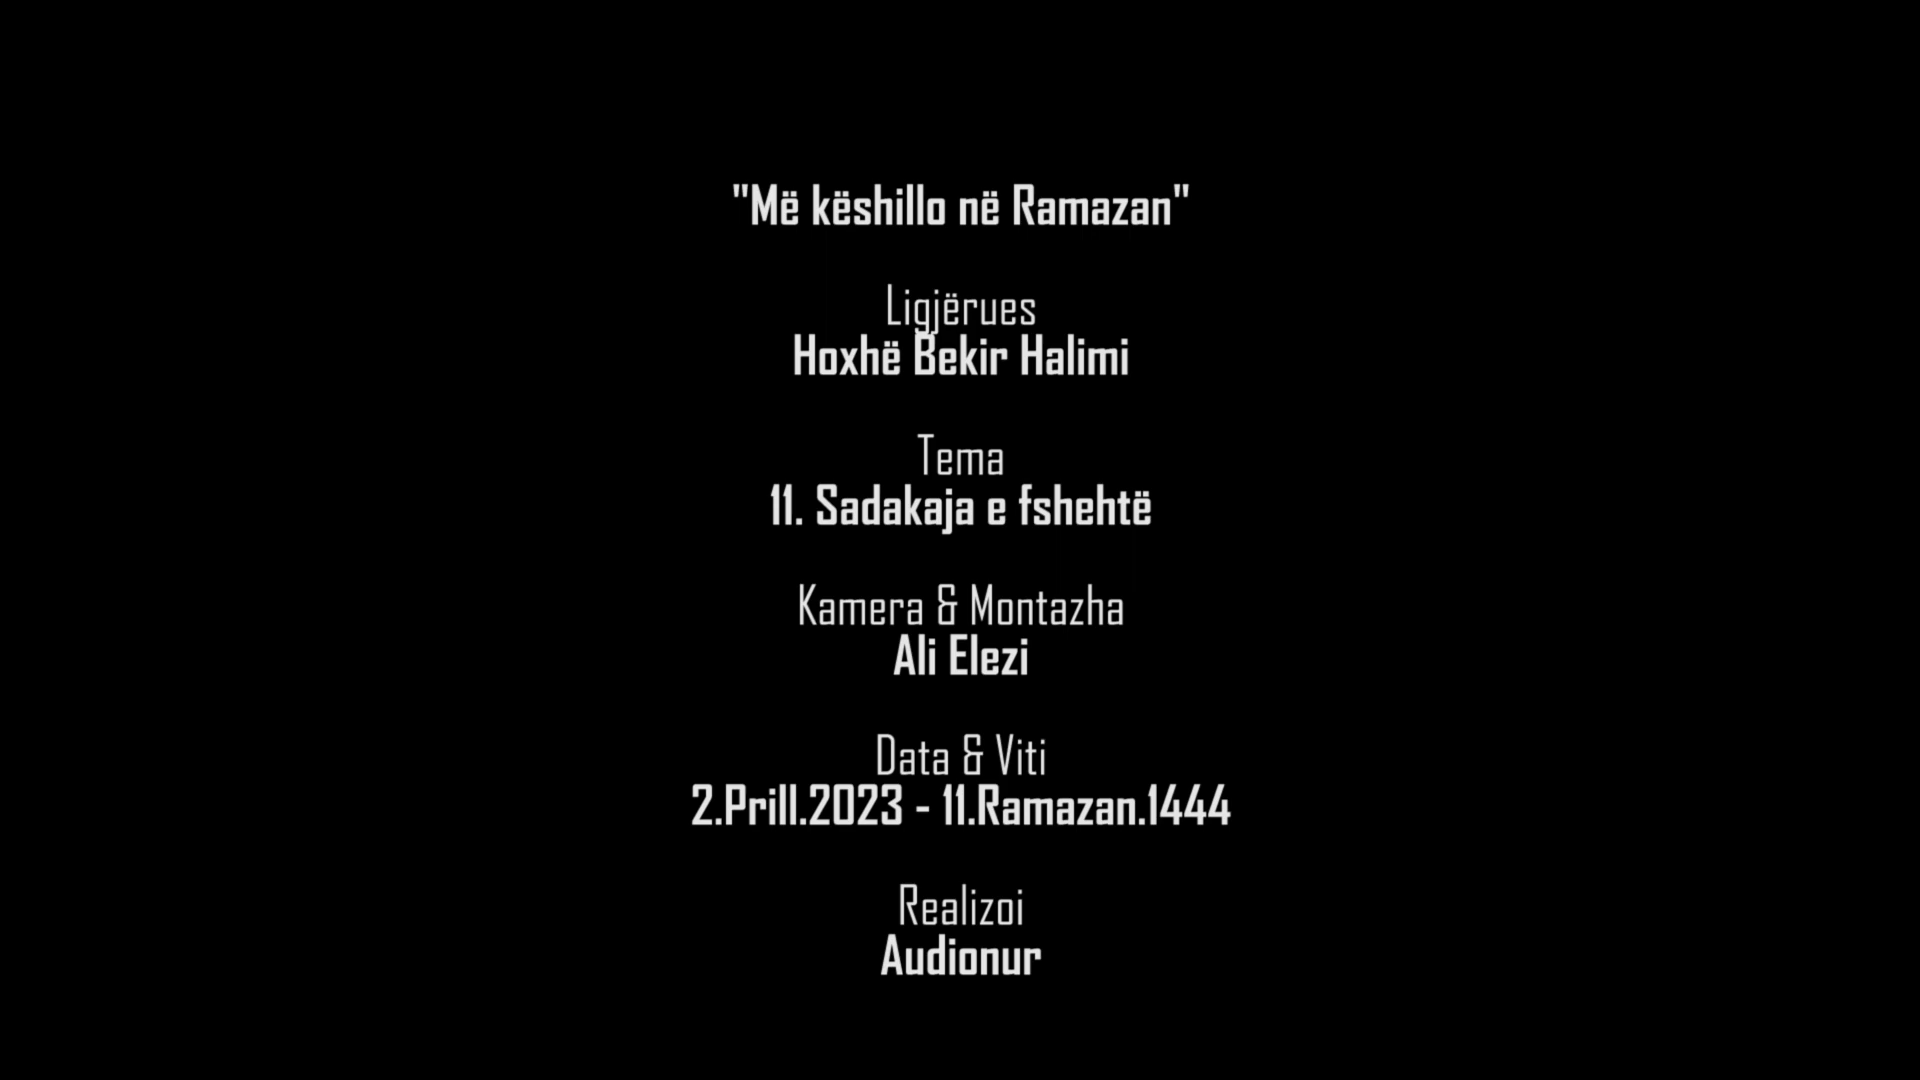 "Më këshillo në Ramazan"
Ligjërues
Hoxhë Bekir Halimi
Tema
11. Sadakaja e fshehtë
Kamera & Montazha
Ali Elezi
Data & Viti
2.Prill.2023 - 11.Ramazan.1444
Realizoi
Audionur